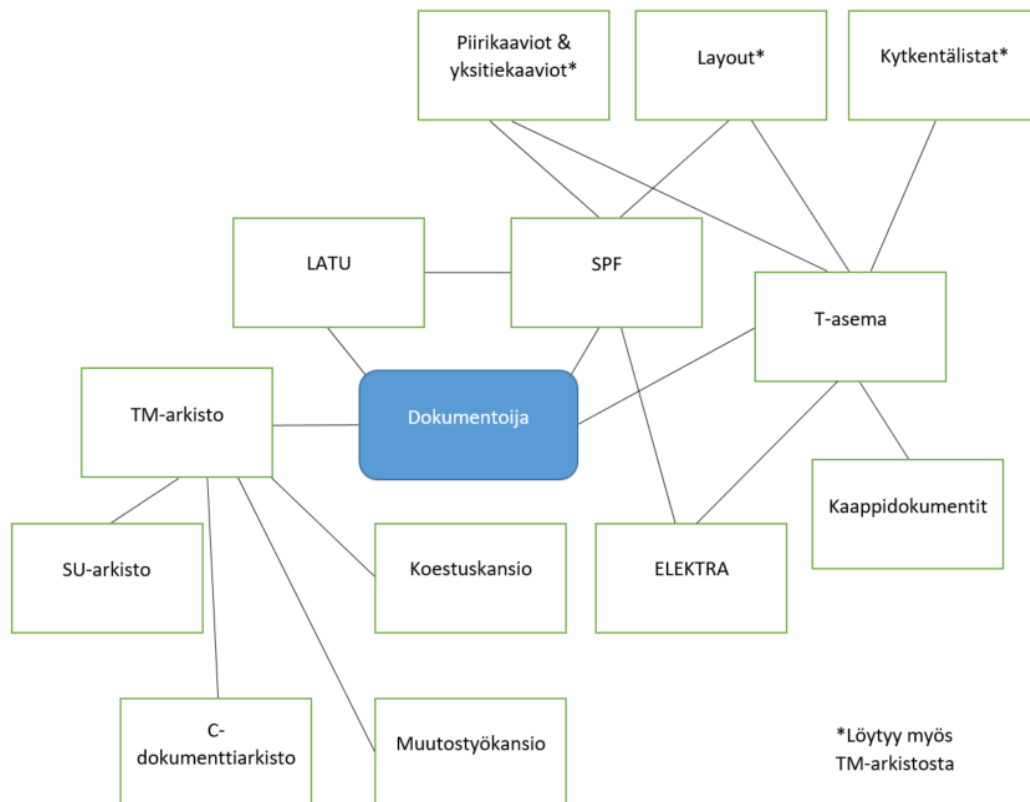 Piirikaaviot &
yksitiekaaviot*
Layout*
Kytkentälistat*
LATU
SPF
T-asema
TM-arkisto
Dokumentoija
Kaappidokumentit
SU-arkisto
Koestuskansio
ELEKTRA
C-
dokumenttiarkisto
Muutostyökansio
*Löytyy myös
TM-arkistosta